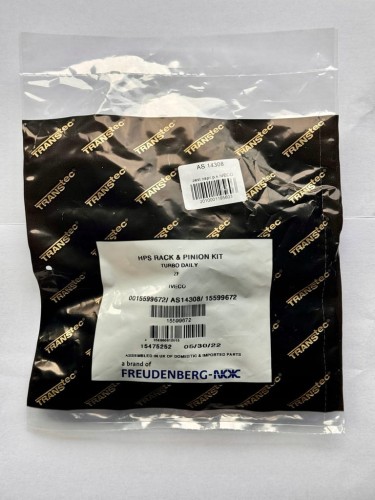 TRANStec
AS 14308
HPS RACK & PINION KIT
TURBO DAILY
IVECO
0015599672/ AS14308/ 15599672
15599672
15475252 06/30/22
ASSEMBLED IN US OF DOMESTIC & IMPORTED PARTS
a brand of
FREUDENBERG-NOK